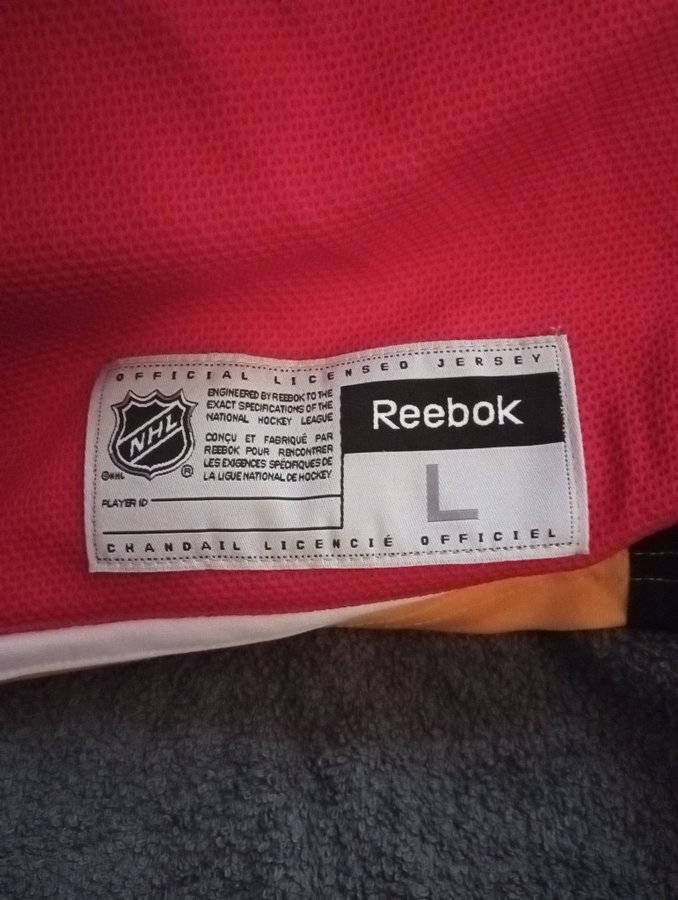 OFFICIAL LICENSED JERSEY
NHL
®
©NHL
ENGINEERED BY REEBOK TO THE
EXACT SPECIFICATIONS OF THE
NATIONAL HOCKEY LEAGUE
CONÇU ET FABRIQUÉ PAR
REEBOK POUR RENCONTRER
LES EXIGENCES SPÉCIFIQUES DE
LA LIGUE NATIONAL DE HOCKEY
PLAYER ID
Reebok
L
CHANDAIL LICENCIÉ OFFICIEL